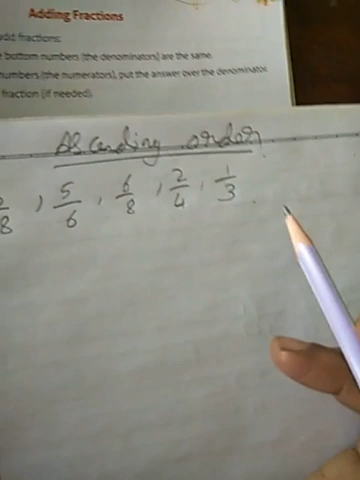 Adding Fractions
add fractions:
bottom numbers (the denominators) are the same.
numbers (the numerators), put the answer over the denominator.
fraction (if needed).
Ascending order
/8 , 5/6 , 6/8 , 2/4 , 1/3 .